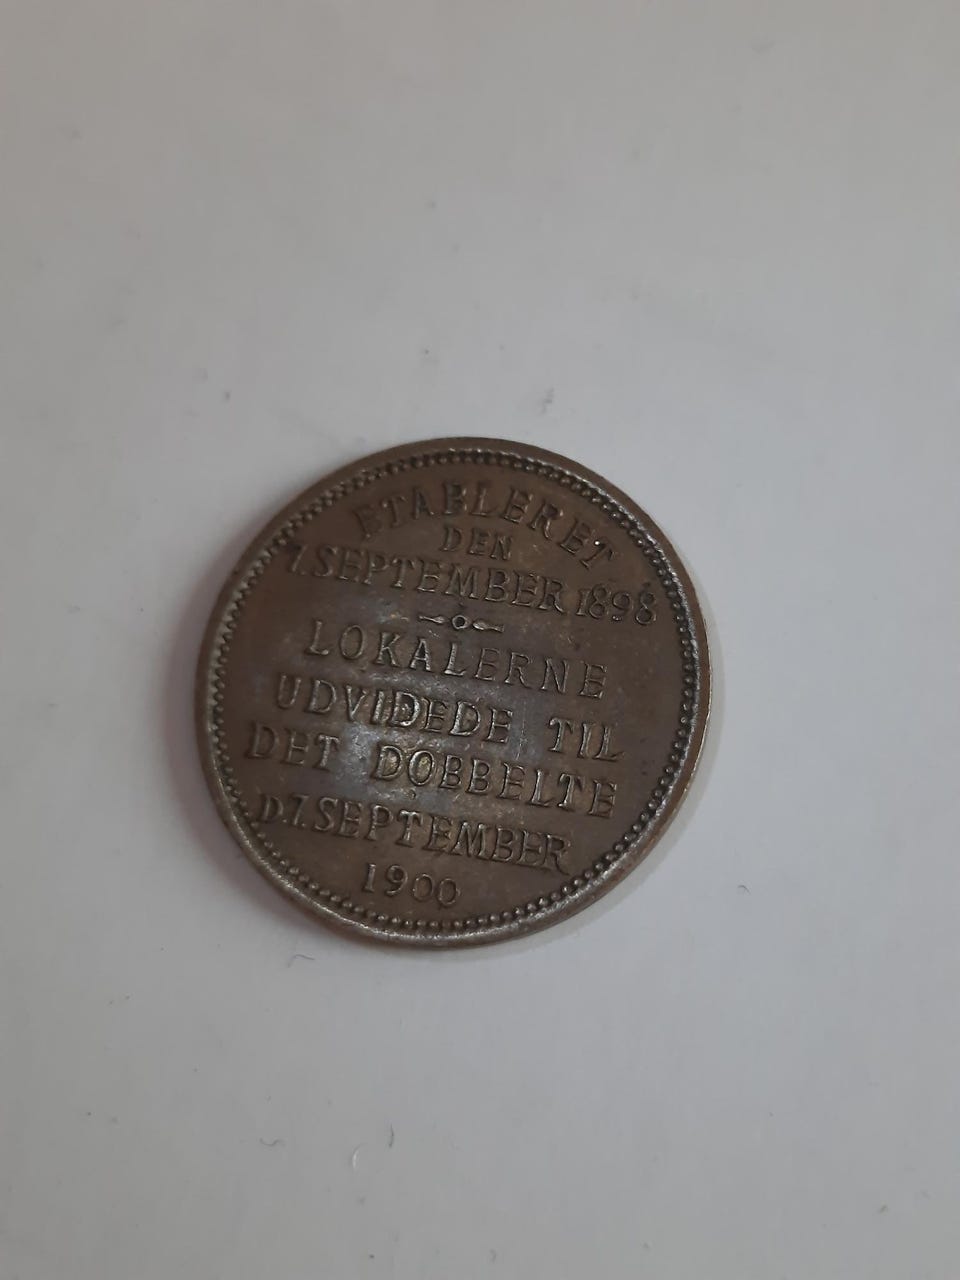 ETABLERET
DEN
7. SEPTEMBER 1898
LOKALERNE
UDVIDEDE TIL
DET DOBBELTE
D. 7. SEPTEMBER
1900